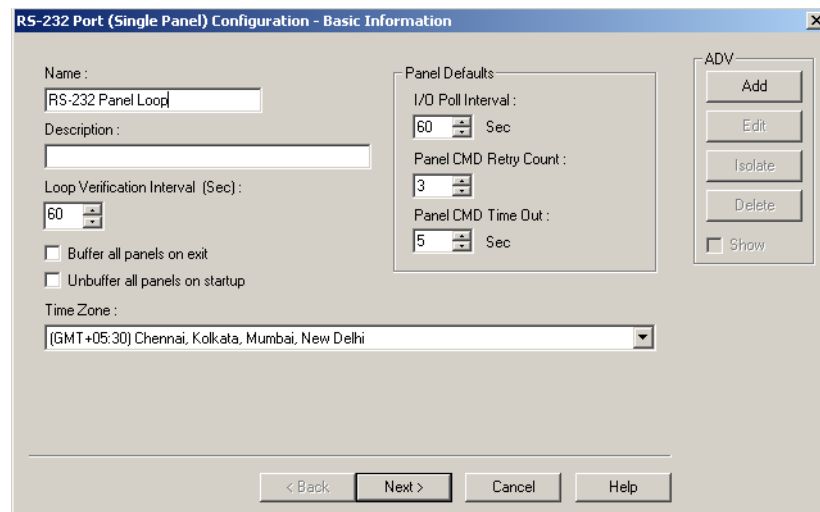 RS-232 Port (Single Panel) Configuration - Basic Information
Name :
RS-232 Panel Loop
Description :
Loop Verification Interval (Sec) :
60
Buffer all panels on exit
Unbuffer all panels on startup
Time Zone :
(GMT+05:30) Chennai, Kolkata, Mumbai, New Delhi
Panel Defaults
I/O Poll Interval :
60 Sec
Panel CMD Retry Count :
3
Panel CMD Time Out :
5 Sec
ADV
Add
Edit
Isolate
Delete
Show
< Back
Next >
Cancel
Help